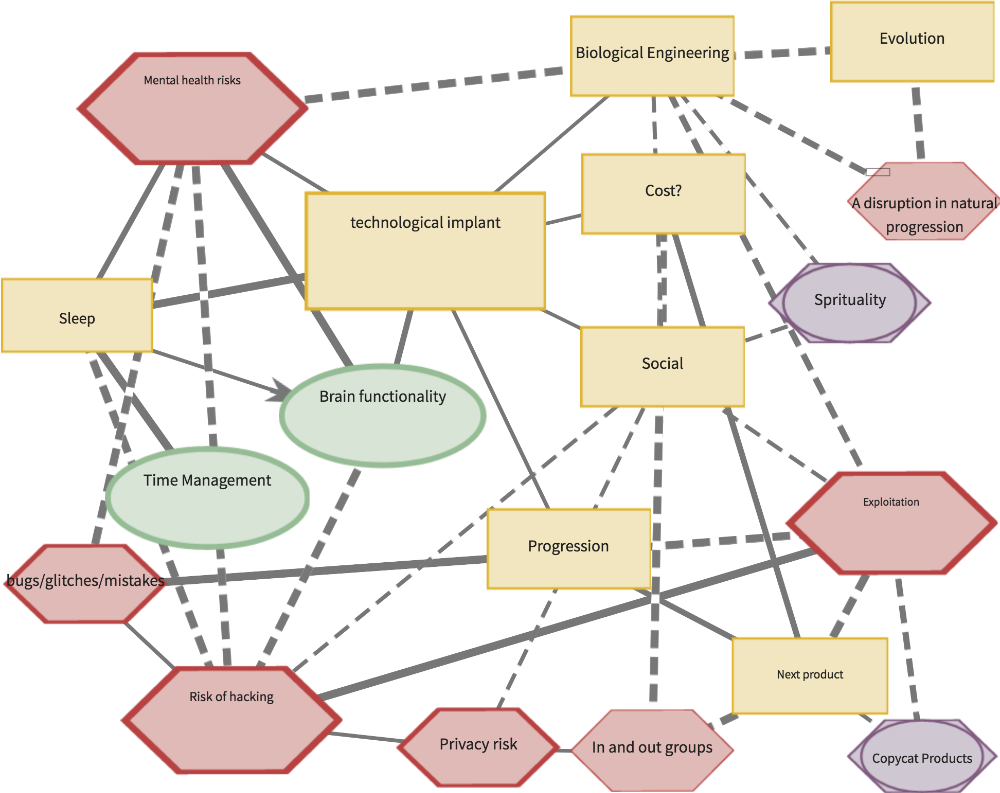 Evolution
Biological Engineering
Mental health risks
Cost?
A disruption in natural
progression
technological implant
Sprituality
Sleep
Social
Brain functionality
Time Management
Exploitation
Progression
bugs/glitches/mistakes
Next product
Risk of hacking
Privacy risk
In and out groups
Copycat Products